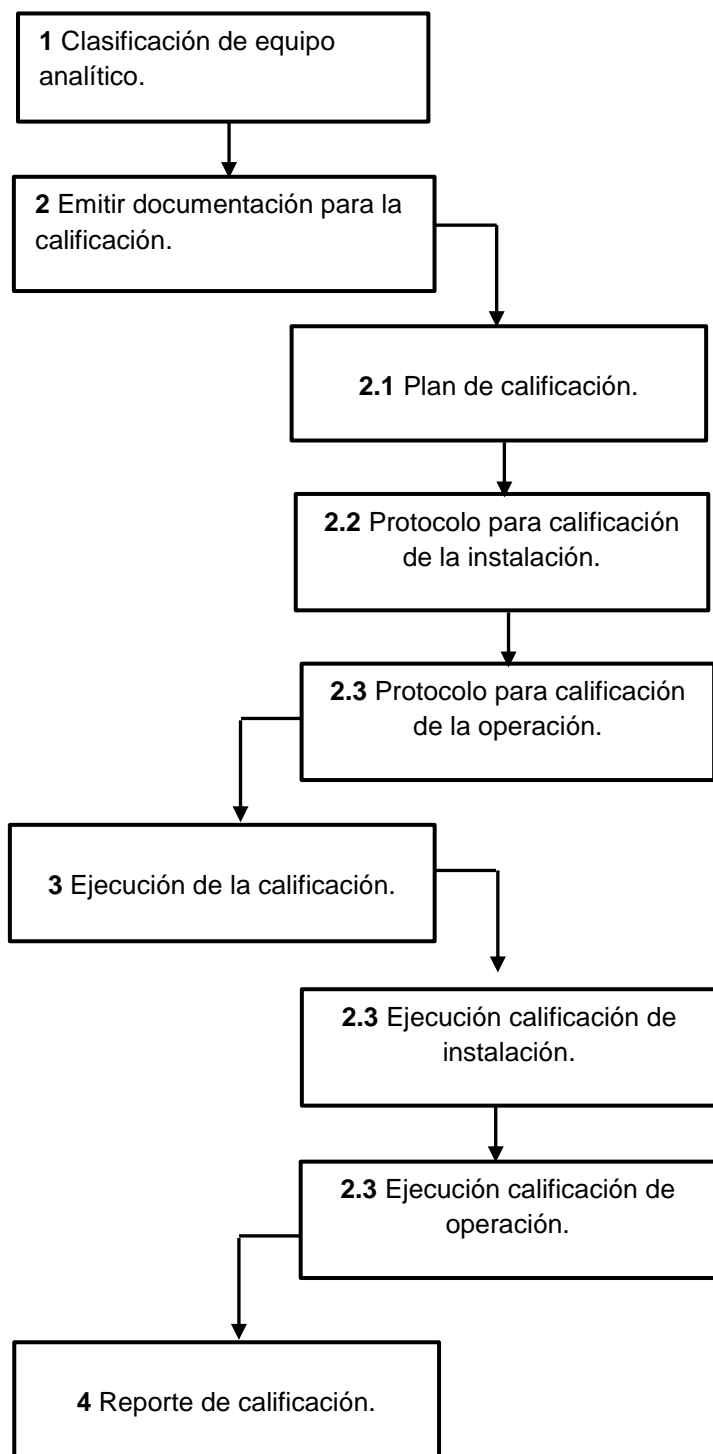 1 Clasificación de equipo
analítico.
2 Emitir documentación para la
calificación.
2.1 Plan de calificación.
2.2 Protocolo para calificación
de la instalación.
2.3 Protocolo para calificación
de la operación.
3 Ejecución de la calificación.
2.3 Ejecución calificación de
instalación.
2.3 Ejecución calificación de
operación.
4 Reporte de calificación.